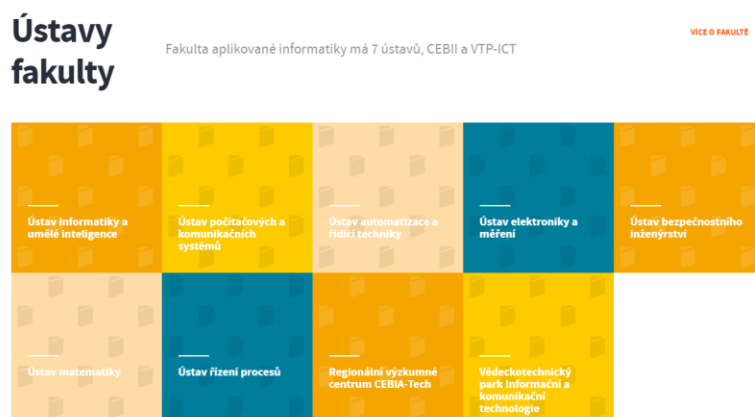 Ústavy
fakulty
Fakulta aplikované informatiky má 7 ústavů, CEBII a VTP-ICT
VÍCE O FAKULTĚ
Ústav informatiky a
umělé inteligence
Ústav počítačových a
komunikačních
systémů
Ústav automatizace a
řídicí techniky
Ústav elektroniky a
měření
Ústav bezpečnostního
inženýrství
Ústav matematiky
Ústav řízení procesů
Regionální výzkumné
centrum CEBIA-Tech
Vědeckotechnický
park Informační a
komunikační
technologie